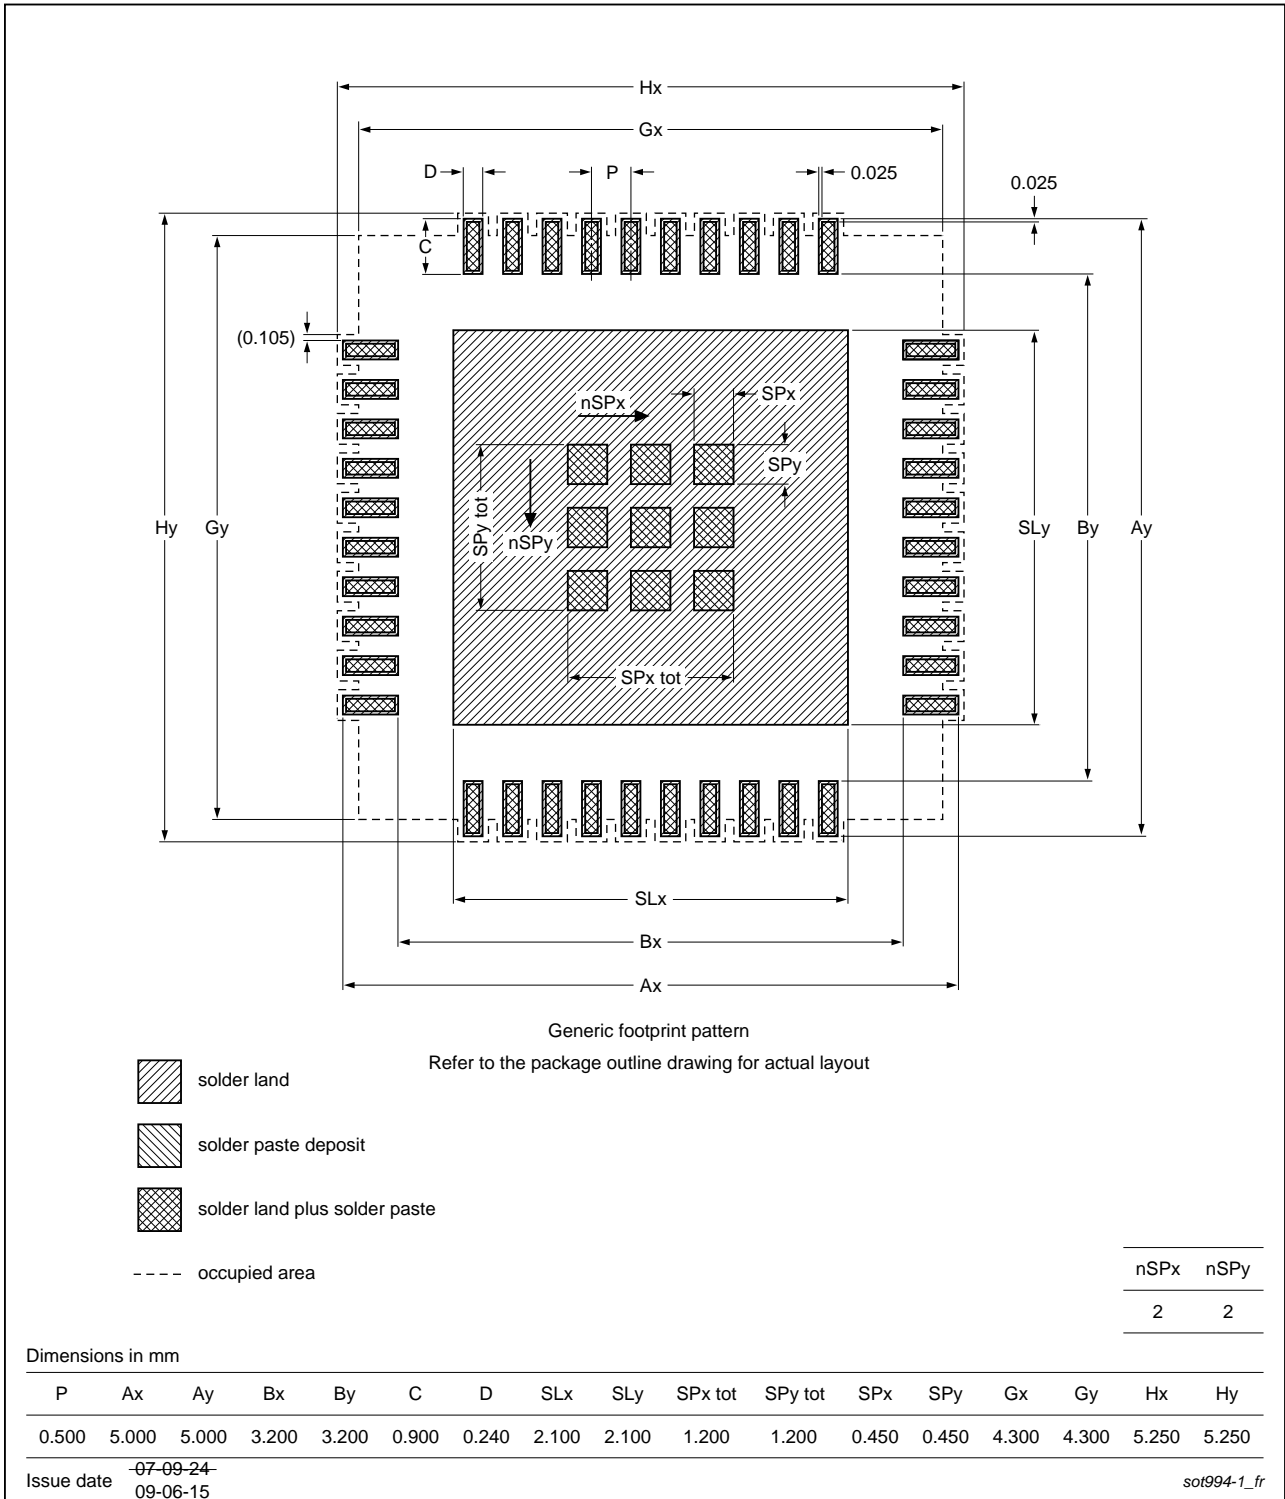 Hx
Gx
D
P
0.025
0.025
C
(0.105)
nSPx
SPx
SPy
SPy tot
nSPy
Hy
Gy
SLy
By
Ay
SPx tot
SLx
Bx
Ax
Generic footprint pattern
Refer to the package outline drawing for actual layout
solder land
solder paste deposit
solder land plus solder paste
occupied area
nSPx nSPy
2 2
Dimensions in mm
P Ax Ay Bx By C D SLx SLy SPx tot SPy tot SPx SPy Gx Gy Hx Hy
0.500 5.000 5.000 3.200 3.200 0.900 0.240 2.100 2.100 1.200 1.200 0.450 0.450 4.300 4.300 5.250 5.250
Issue date
07-09-24
09-06-15
sot994-1_fr